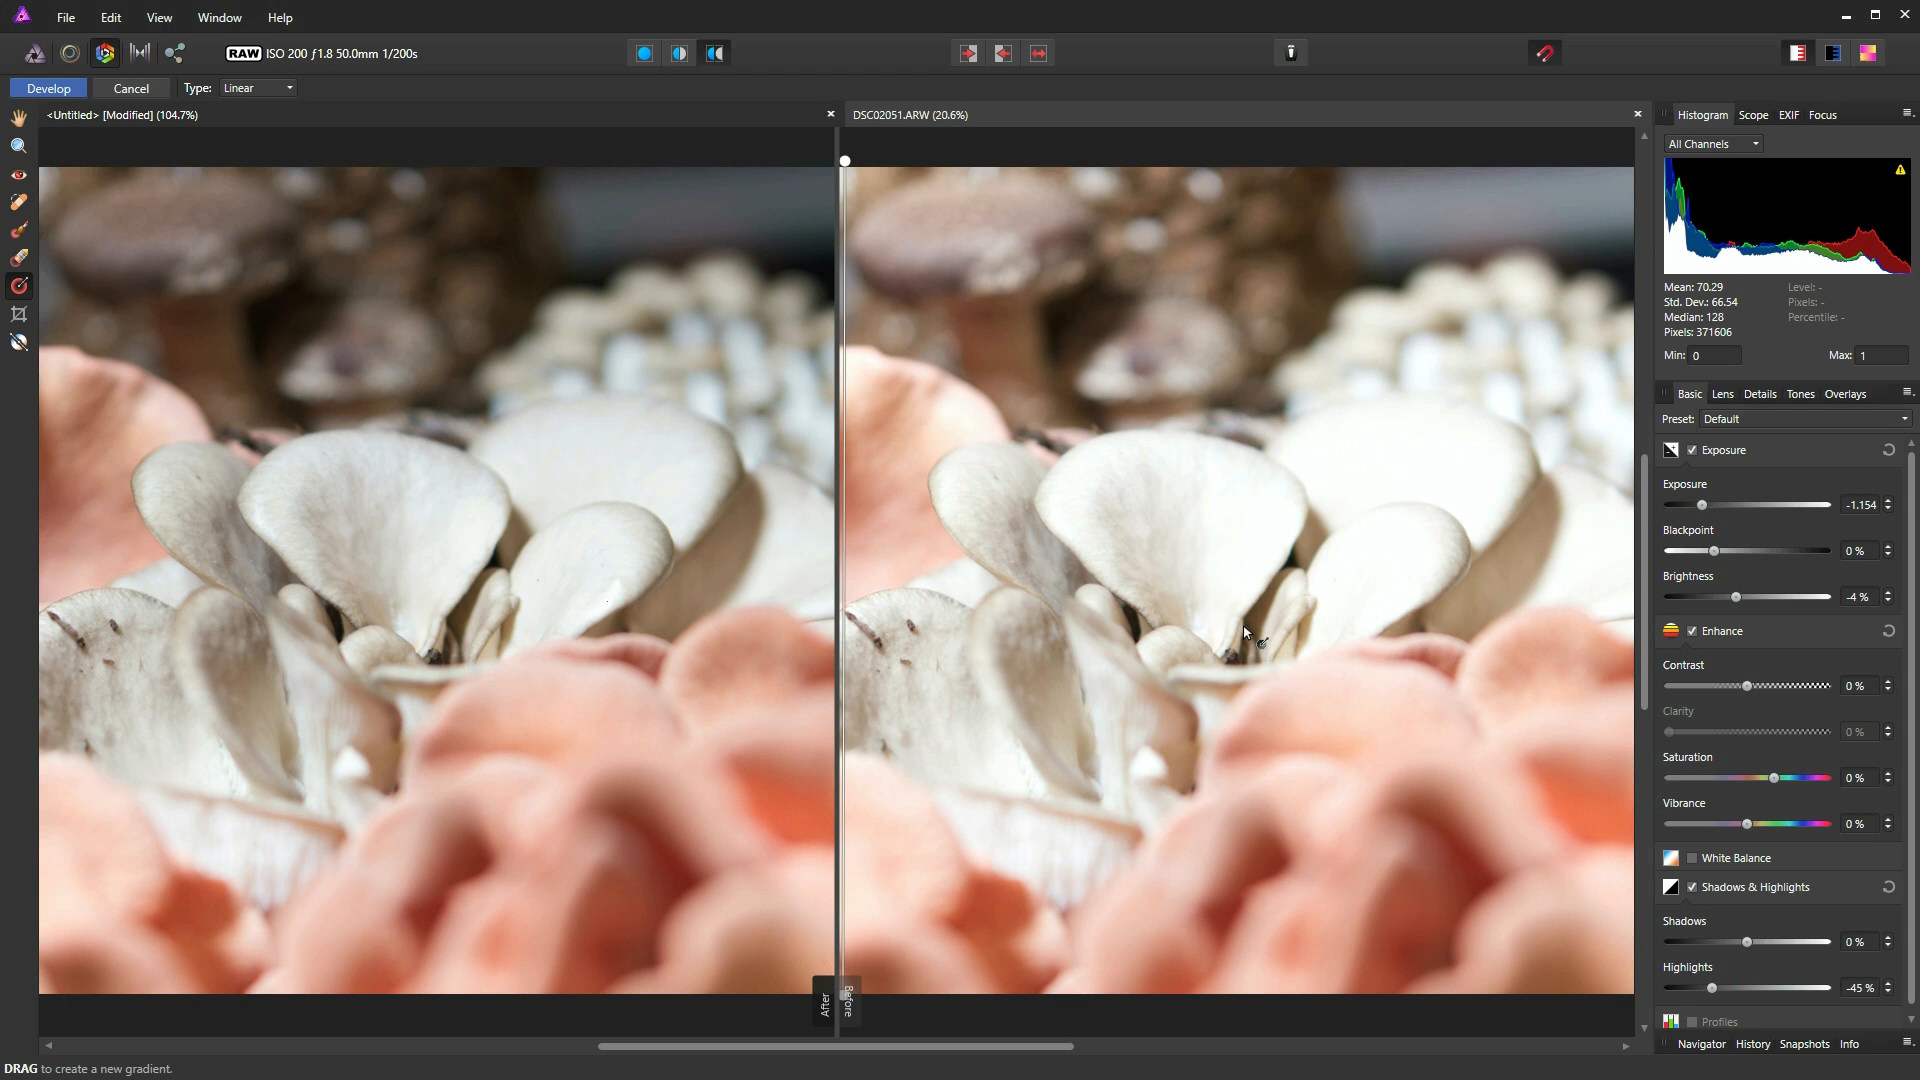 File Edit View Window Help
RAW ISO 200 ƒ1.8 50.0mm 1/200s
Develop Cancel Type: Linear
<Untitled> [Modified] (104.7%)
DSC02051.ARW (20.6%)
After
Before
Histogram Scope EXIF Focus
All Channels
Mean: 70.29 Level: -
Std. Dev.: 66.54 Pixels: -
Median: 128 Percentile: -
Pixels: 371606
Min: 0 Max: 1
Basic Lens Details Tones Overlays
Preset: Default
Exposure
Exposure
-1.154
Blackpoint
0 %
Brightness
-4 %
Enhance
Contrast
0 %
Clarity
0 %
Saturation
0 %
Vibrance
0 %
White Balance
Shadows & Highlights
Shadows
0 %
Highlights
-45 %
Profiles
Navigator History Snapshots Info
DRAG to create a new gradient.